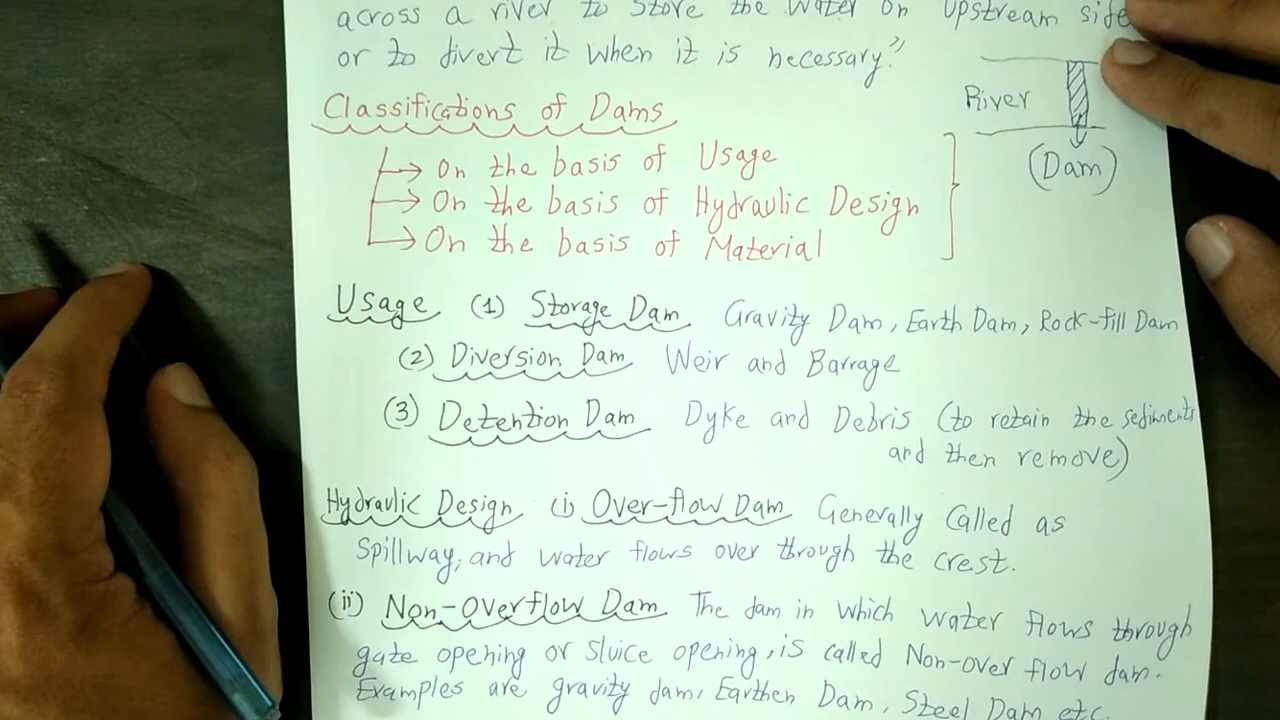 across a river to store the water on Upstream side
or to divert it when it is necessary."
River
(Dam)
Classifications of Dams
On the basis of Usage
On the basis of Hydraulic Design
On the basis of Material
Usage (1) Storage Dam Gravity Dam, Earth Dam, Rock-fill Dam
(2) Diversion Dam Weir and Barrage
(3) Detention Dam Dyke and Debris (to retain the sediments
and then remove)
Hydraulic Design (i) Over-flow Dam Generally Called as
Spillway, and water flows over through the crest.
(ii) Non-Overflow Dam The dam in which water flows through
gate opening or sluice opening, is called Non-over flow dam.
Examples are gravity dam, Earthen Dam, Steel Dam etc.